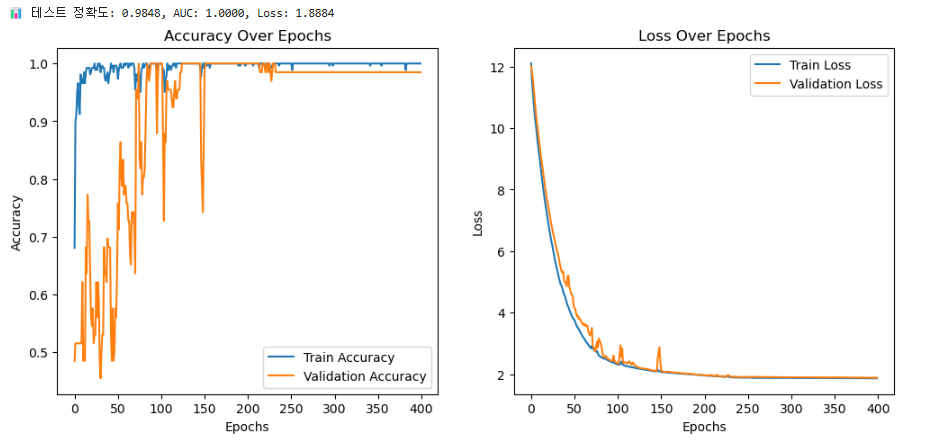 📊 테스트 정확도: 0.9848, AUC: 1.0000, Loss: 1.8884
Accuracy Over Epochs
1.0
0.9
0.8
0.7
0.6
0.5
Accuracy
Train Accuracy
Validation Accuracy
0 50 100 150 200 250 300 350 400
Epochs
Loss Over Epochs
12
10
8
6
4
2
Loss
Train Loss
Validation Loss
0 50 100 150 200 250 300 350 400
Epochs